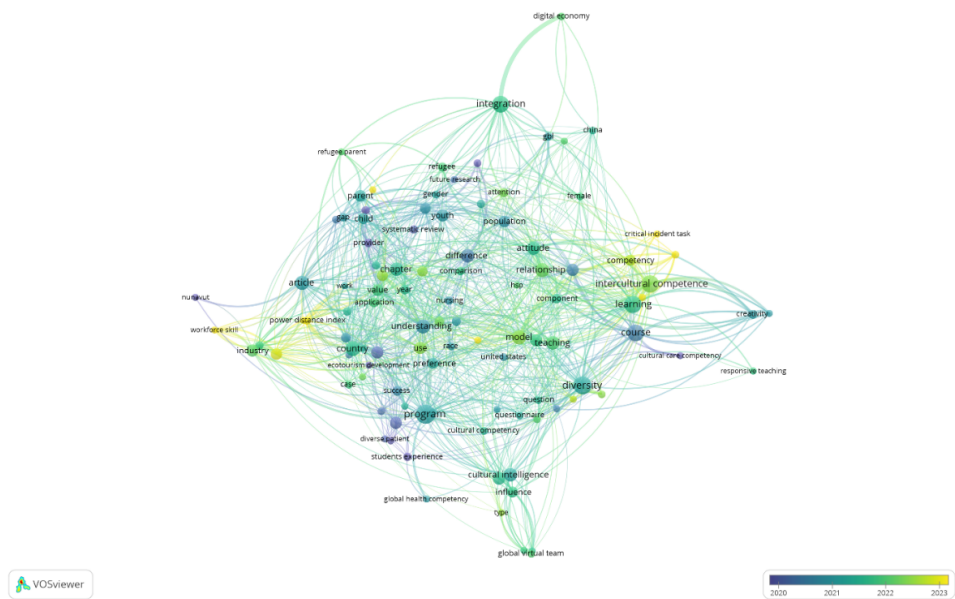 digital economy
integration
gbl
china
refugee parent
refugee
future research
parent
gender
attention
female
gap
child
youth
population
systematic review
critical incident task
provider
attitude
difference
competency
chapter
comparison
relationship
article
work
value
year
hsp
intercultural competence
nunavut
application
nursing
component
learning
creativity
power distance index
workforce skill
understanding
course
industry
country
use
race
model
teaching
united states
cultural care competency
ecotourism development
preference
responsive teaching
case
success
diversity
question
program
questionnaire
cultural competency
diverse patient
students experience
cultural intelligence
influence
global health competency
type
global virtual team
VOSviewer
2020 2021 2022 2023